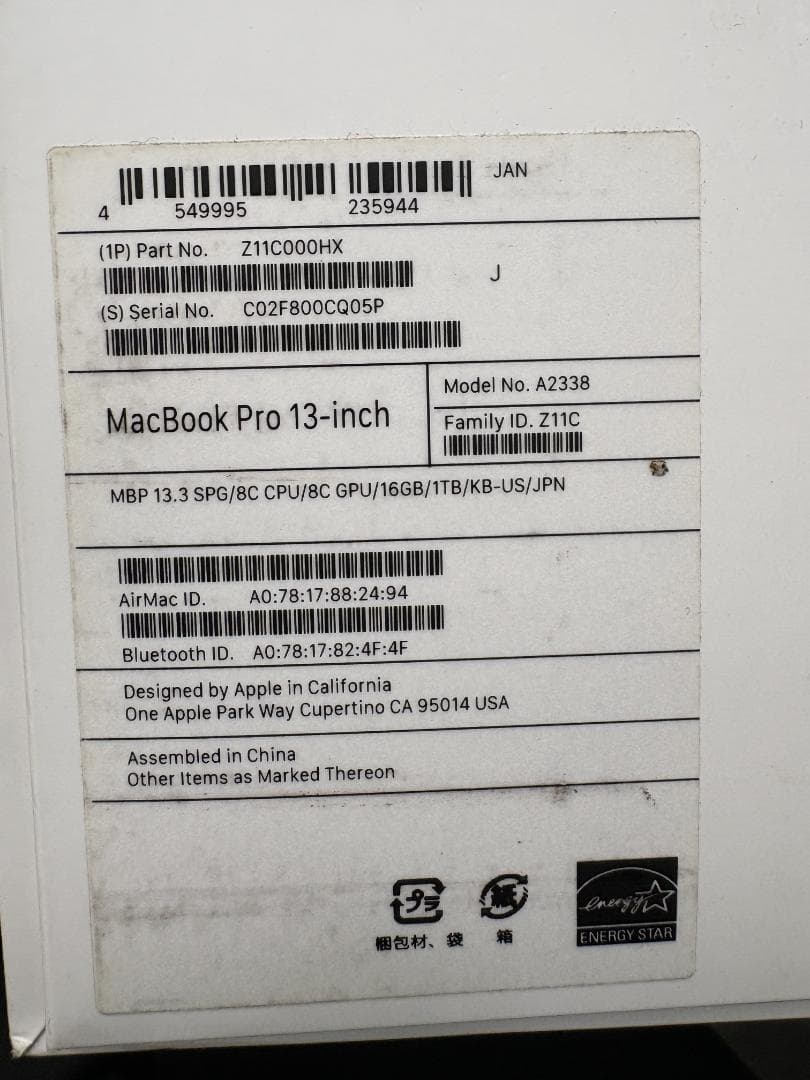 JAN
4 549995 235944
(1P) Part No. Z11C000HX
J
(S) Serial No. C02F800CQ05P
MacBook Pro 13-inch
Model No. A2338
Family ID. Z11C
MBP 13.3 SPG/8C CPU/8C GPU/16GB/1TB/KB-US/JPN
AirMac ID. A0:78:17:88:24:94
Bluetooth ID. A0:78:17:82:4F:4F
Designed by Apple in California
One Apple Park Way Cupertino CA 95014 USA
Assembled in China
Other Items as Marked Thereon
プラ 紙
梱包材、袋 箱
energy
ENERGY STAR